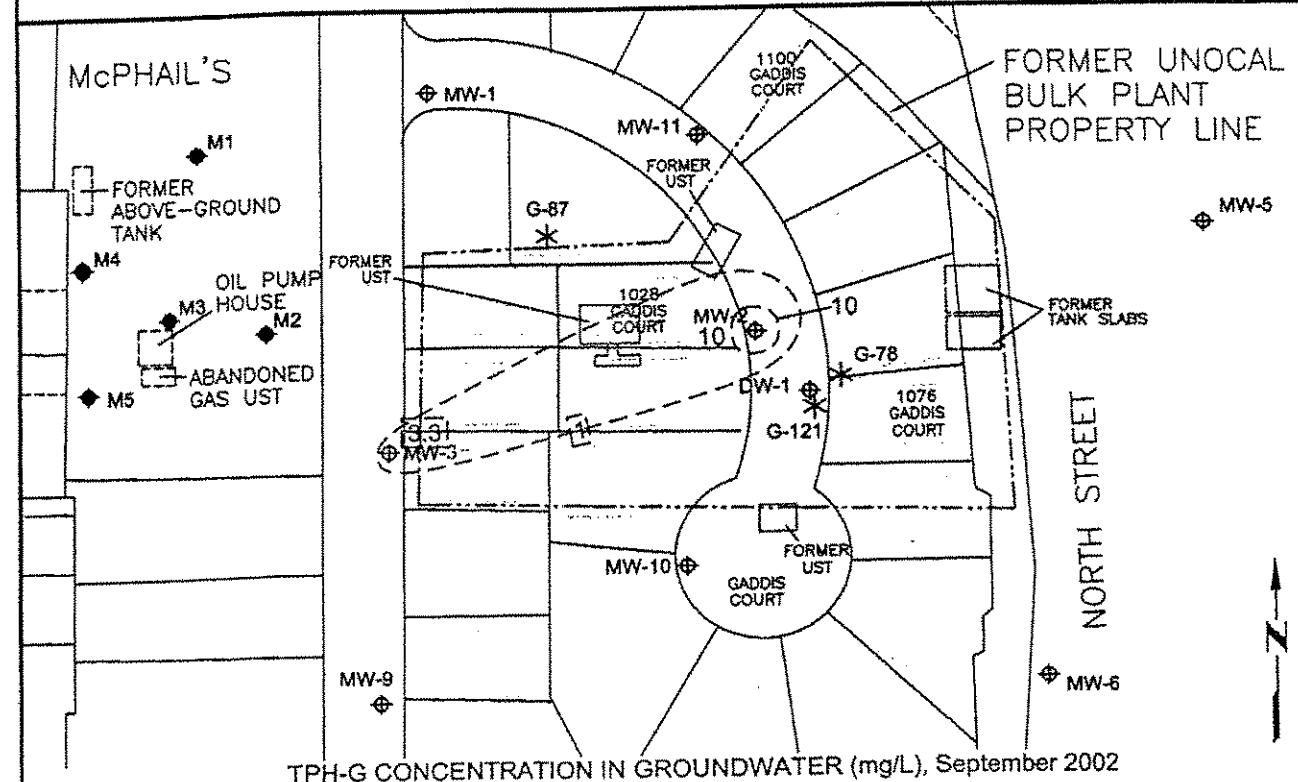 McPHAIL'S
M1
FORMER
ABOVE-GROUND
TANK
M4
OIL PUMP
HOUSE
M3
M2
ABANDONED
GAS UST
M5
MW-1
MW-11
1100
GADDIS
COURT
FORMER UNOCAL
BULK PLANT
PROPERTY LINE
FORMER
UST
G-87
MW-5
FORMER
UST
1028
GADDIS
COURT
MW-2
10
10
FORMER
TANK SLABS
G-78
DW-1
G-121
1076
GADDIS
COURT
3.3
MW-3
1
NORTH STREET
FORMER
UST
MW-10
GADDIS
COURT
MW-9
MW-6
N
TPH-G CONCENTRATION IN GROUNDWATER (mg/L), September 2002